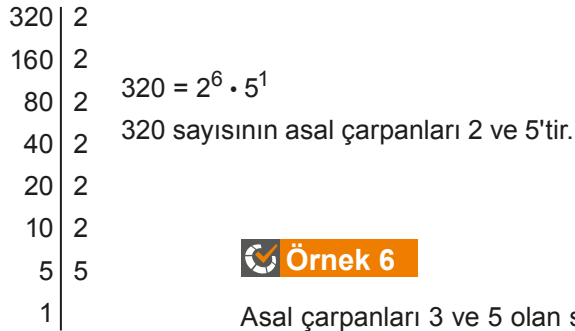 320 2
160 2
80 2
40 2
20 2
10 2
5 5
1
320 = 2⁶ · 5¹
320 sayısının asal çarpanları 2 ve 5'tir.
Örnek 6
Asal çarpanları 3 ve 5 olan